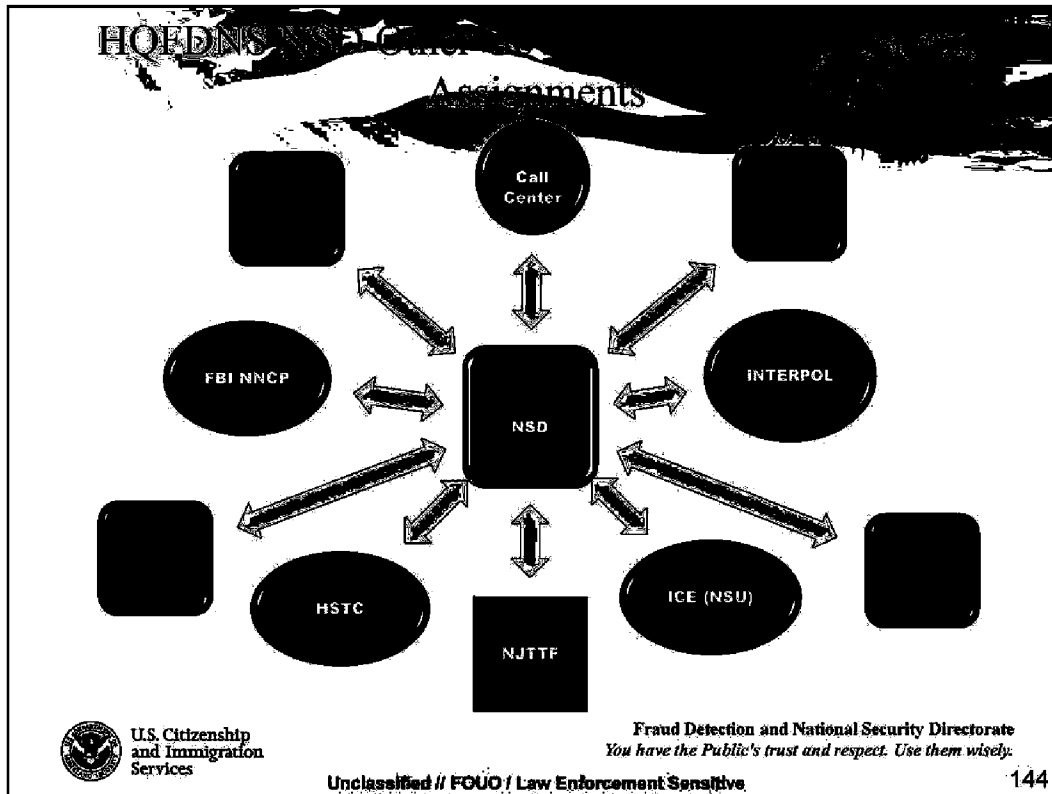 HQFDNS NSD Other
Assignments
Call
Center
FBI NNCP
INTERPOL
NSD
HSTC
ICE (NSU)
NJTTF
U.S. Citizenship
and Immigration
Services
Fraud Detection and National Security Directorate
You have the Public's trust and respect. Use them wisely.
Unclassified // FOUO / Law Enforcement Sensitive
144